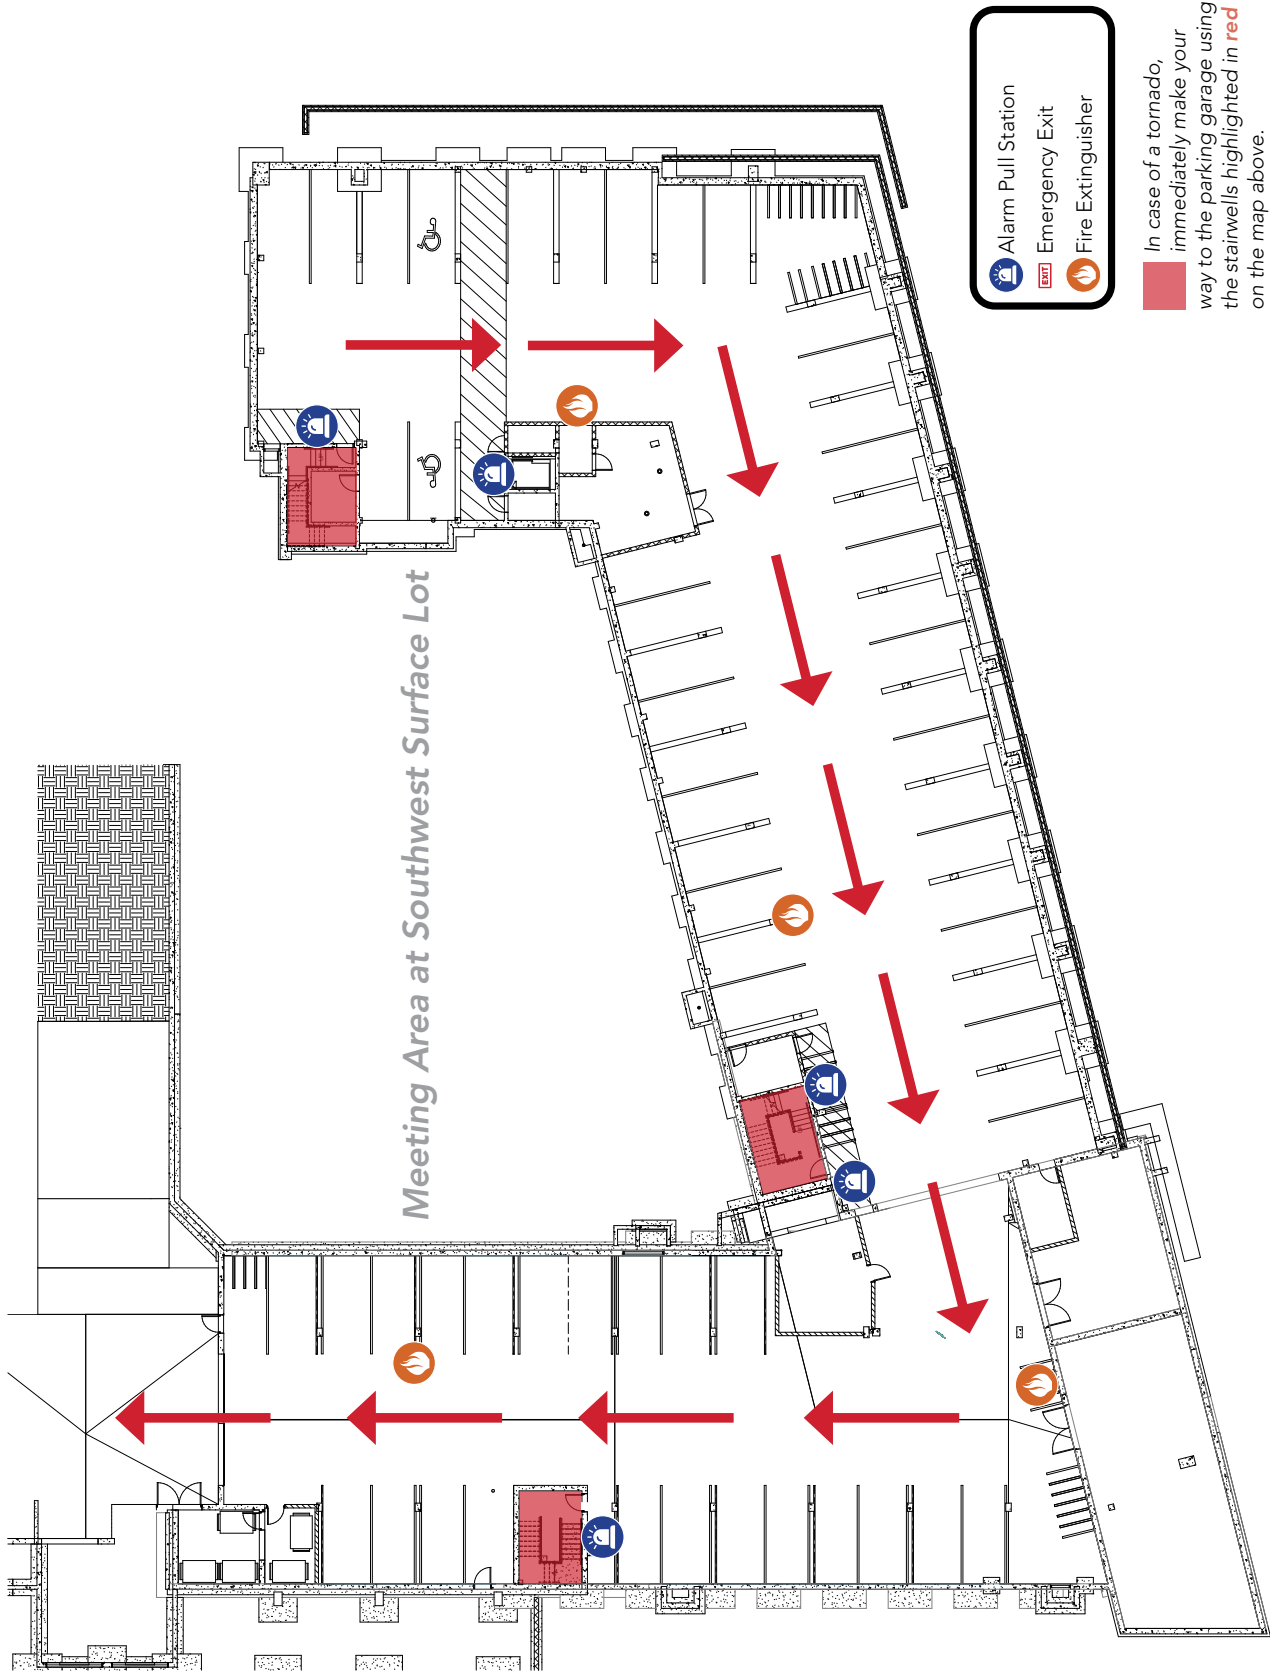 Meeting Area at Southwest Surface Lot
Alarm Pull Station
EXIT Emergency Exit
Fire Extinguisher
In case of a tornado,
immediately make your
way to the parking garage using
the stairwells highlighted in red
on the map above.